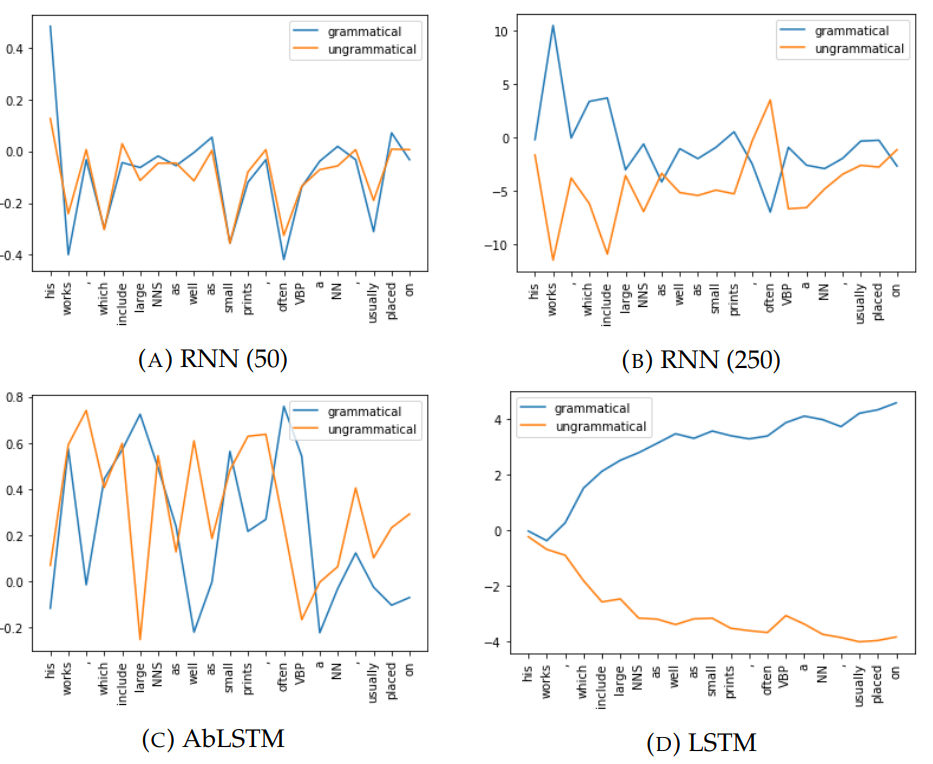 grammatical
ungrammatical
0.4
0.2
0.0
-0.2
-0.4
his works , which include large NNS as well as small prints , often VBP a NN , usually placed on
(A) RNN (50)
grammatical
ungrammatical
10
5
0
-5
-10
his works , which include large NNS as well as small prints , often VBP a NN , usually placed on
(B) RNN (250)
grammatical
ungrammatical
0.8
0.6
0.4
0.2
0.0
-0.2
his works , which include large NNS as well as small prints , often VBP a NN , usually placed on
(C) AbLSTM
grammatical
ungrammatical
4
2
0
-2
-4
his works , which include large NNS as well as small prints , often VBP a NN , usually placed on
(D) LSTM